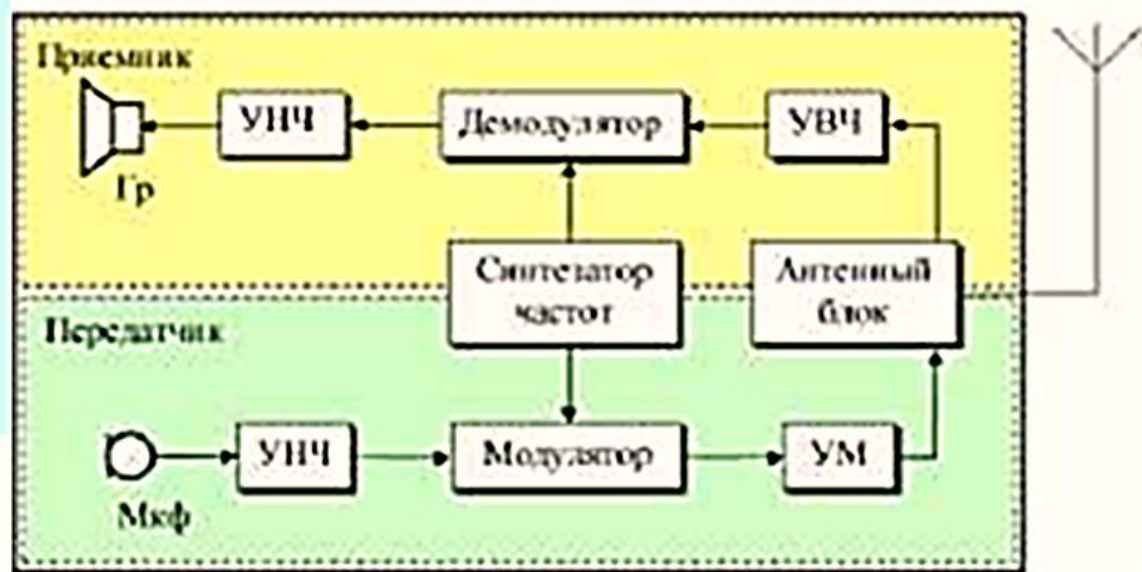 Приемник
УНЧ
Демодулятор
УВЧ
Гр
Синтезатор
частот
Антенный
блок
Передатчик
УНЧ
Модулятор
УМ
Мкф